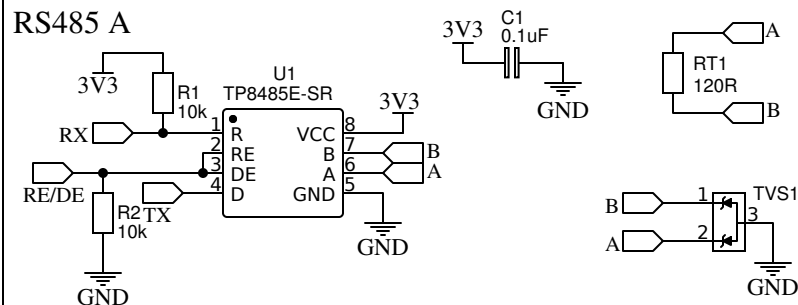 RS485 A
3V3
R1
10k
RX
RE/DE
R2
10k
TX
GND
U1
TP8485E-SR
1 R
2 RE
3 DE
4 D
VCC 8
B 7
A 6
GND 5
3V3
B
A
GND
C1
0.1uF
3V3
GND
A
RT1
120R
B
B
A
1
2
3
TVS1
GND